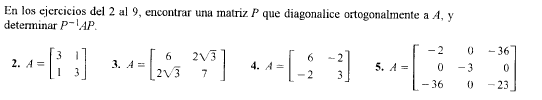 En los ejercicios del 2 al 9, encontrar una matriz P que diagonalice ortogonalmente a A, y
determinar P⁻¹AP.
2. A = [3 1; 1 3] 3. A = [6 2√3; 2√3 7] 4. A = [6 -2; -2 3] 5. A = [-2 0 -36; 0 -3 0; -36 0 -23]